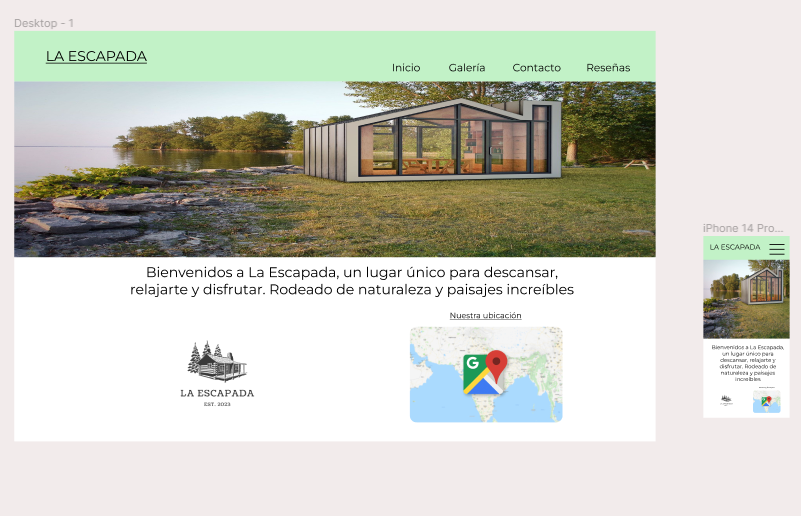 Desktop - 1
LA ESCAPADA
Inicio Galería Contacto Reseñas
Bienvenidos a La Escapada, un lugar único para descansar,
relajarte y disfrutar. Rodeado de naturaleza y paisajes increíbles
Nuestra ubicación
G
LA ESCAPADA
EST. 2023
iPhone 14 Pro...
LA ESCAPADA
Bienvenidos a La Escapada,
un lugar único para
descansar, relajarte y
disfrutar. Rodeado de
naturaleza y paisajes
increíbles